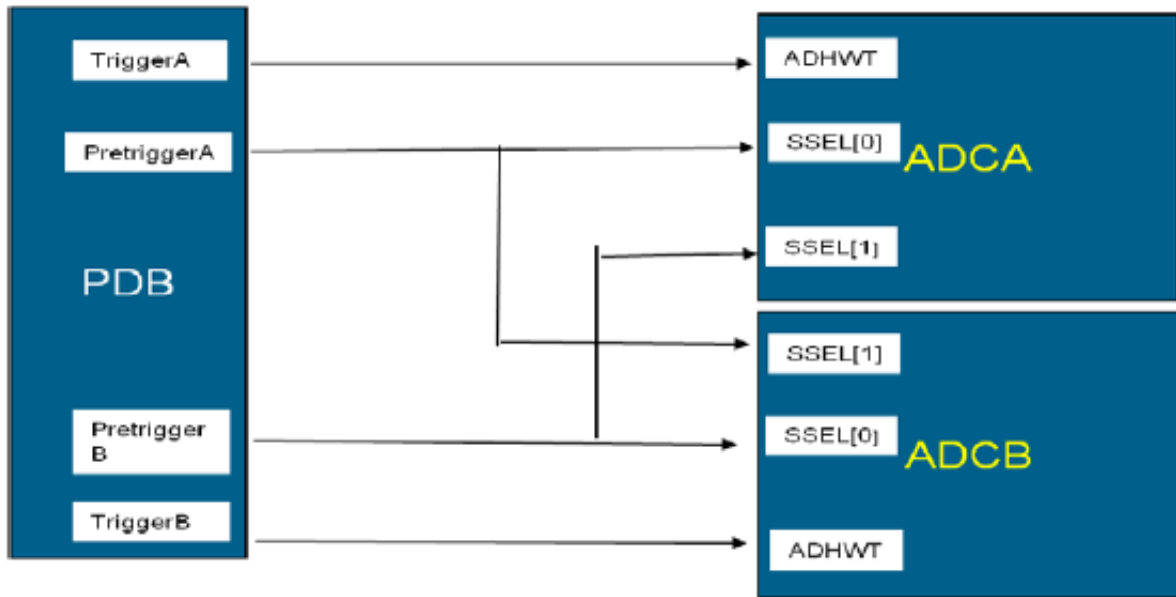 TriggerA
PretriggerA
PDB
Pretrigger
B
TriggerB
ADHWT
SSEL[0]
ADCA
SSEL[1]
SSEL[1]
SSEL[0]
ADCB
ADHWT